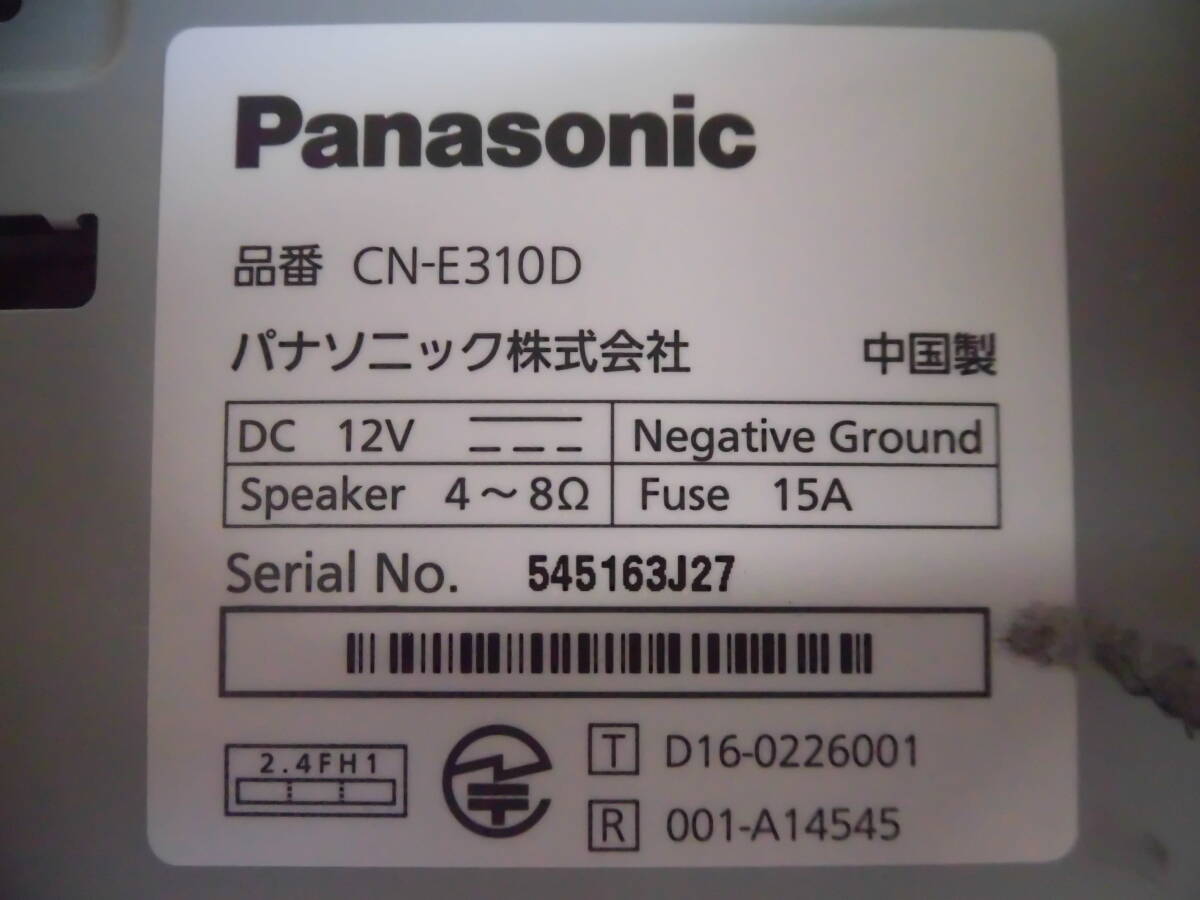 Panasonic
品番 CN-E310D
パナソニック株式会社 中国製
DC 12V Negative Ground
Speaker 4～8Ω Fuse 15A
Serial No. 545163J27
2.4FH1
T D16-0226001
R 001-A14545